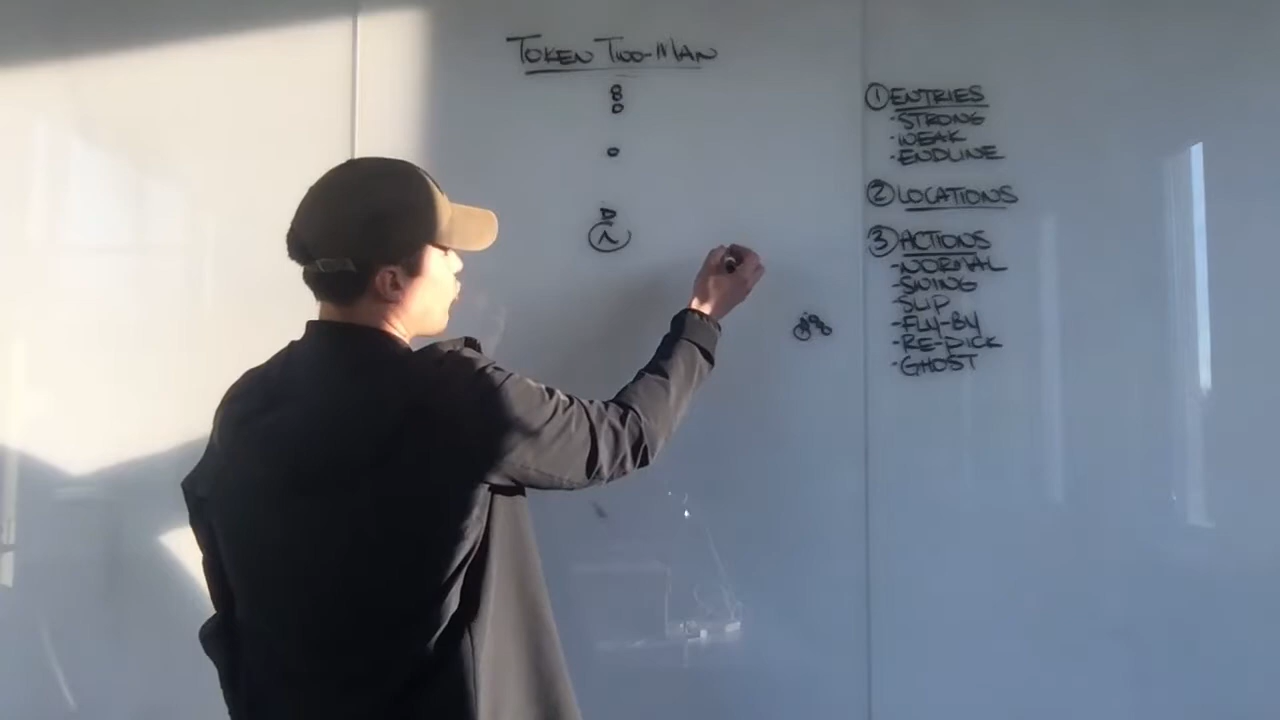 TOKEN TWO-MAN
D
① ENTRIES
-STRONG
-WEAK
-ENDLINE
② LOCATIONS
③ ACTIONS
-NORMAL
-SWING
-SLIP
-FLY-BY
-RE-PICK
-GHOST